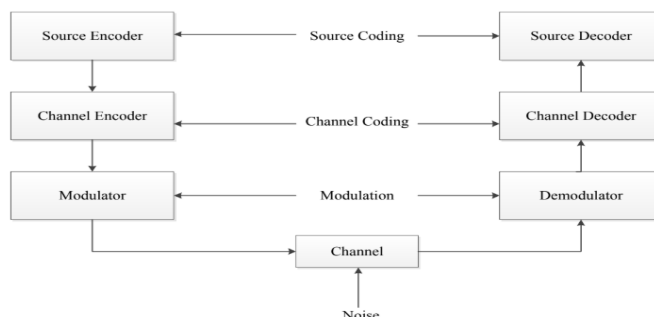 Source Encoder
Source Coding
Source Decoder
Channel Encoder
Channel Coding
Channel Decoder
Modulator
Modulation
Demodulator
Channel
Noise